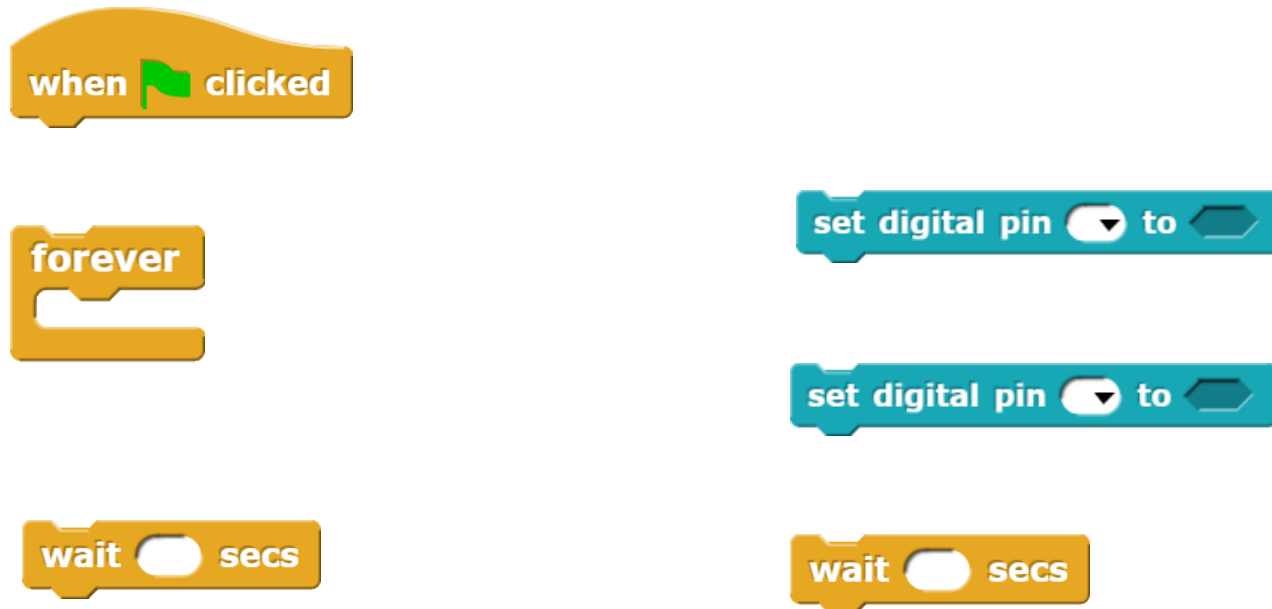 when clicked
set digital pin to
forever
set digital pin to
wait secs
wait secs